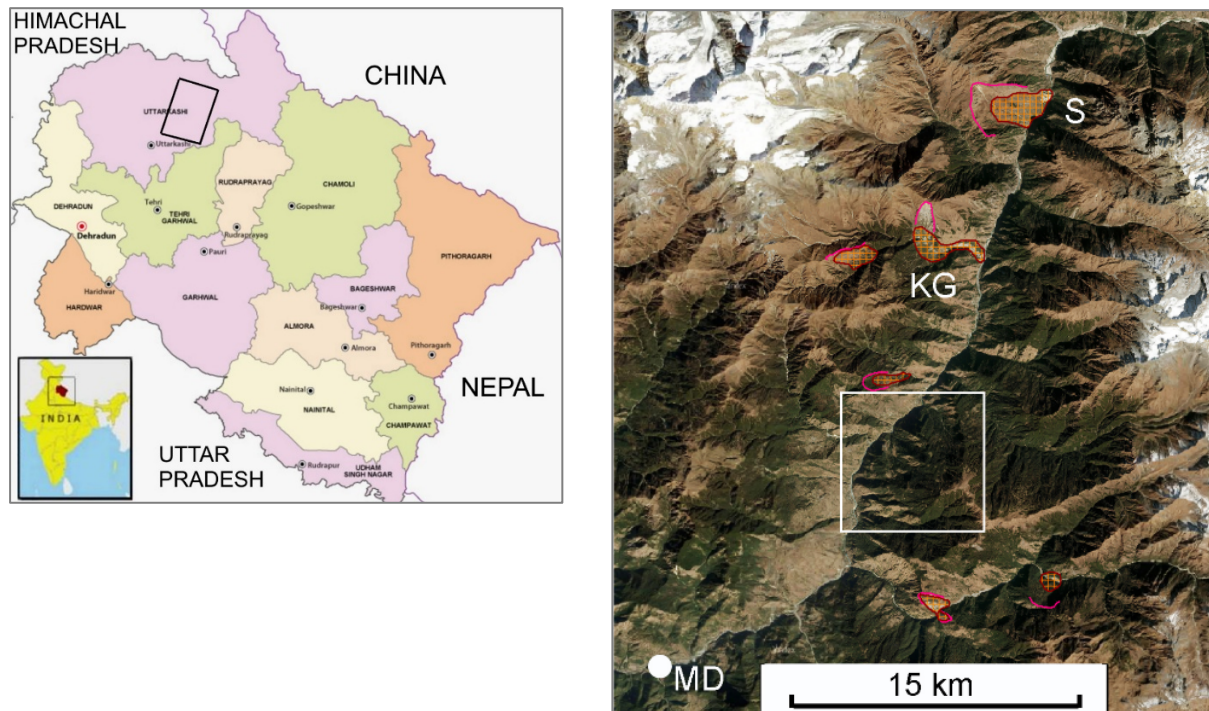 HIMACHAL
PRADESH
CHINA
UTTARKASHI
Uttarkashi
RUDRAPRAYAG
CHAMOLI
DEHRADUN
Tehri
TEHRI
GARHWAL
Gopeshwar
Dehradun
Rudraprayag
PITHORAGARH
Pauri
Haridwar
HARDWAR
GARHWAL
BAGESHWAR
Bageshwar
ALMORA
Almora
Pithoragarh
NEPAL
Nainital
NAINITAL
Champawat
CHAMPAWAT
INDIA
UTTAR
PRADESH
Rudrapur
UDHAM
SINGH NAGAR
S
KG
MD
15 km